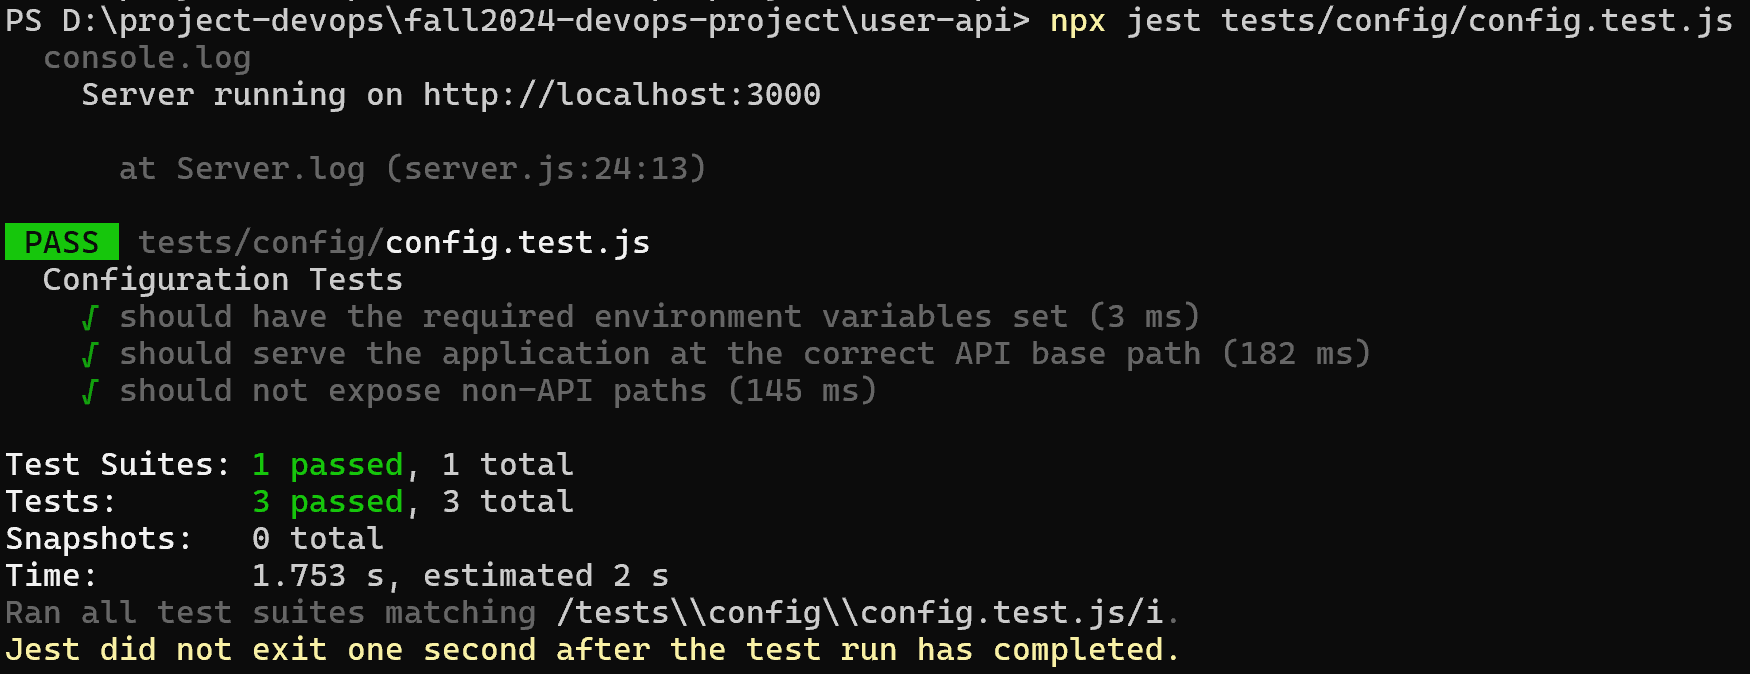 PS D:\project-devops\fall2024-devops-project\user-api> npx jest tests/config/config.test.js
console.log
Server running on http://localhost:3000
at Server.log (server.js:24:13)
PASS tests/config/config.test.js
Configuration Tests
√ should have the required environment variables set (3 ms)
√ should serve the application at the correct API base path (182 ms)
√ should not expose non-API paths (145 ms)
Test Suites: 1 passed, 1 total
Tests: 3 passed, 3 total
Snapshots: 0 total
Time: 1.753 s, estimated 2 s
Ran all test suites matching /tests\\config\\config.test.js/i.
Jest did not exit one second after the test run has completed.